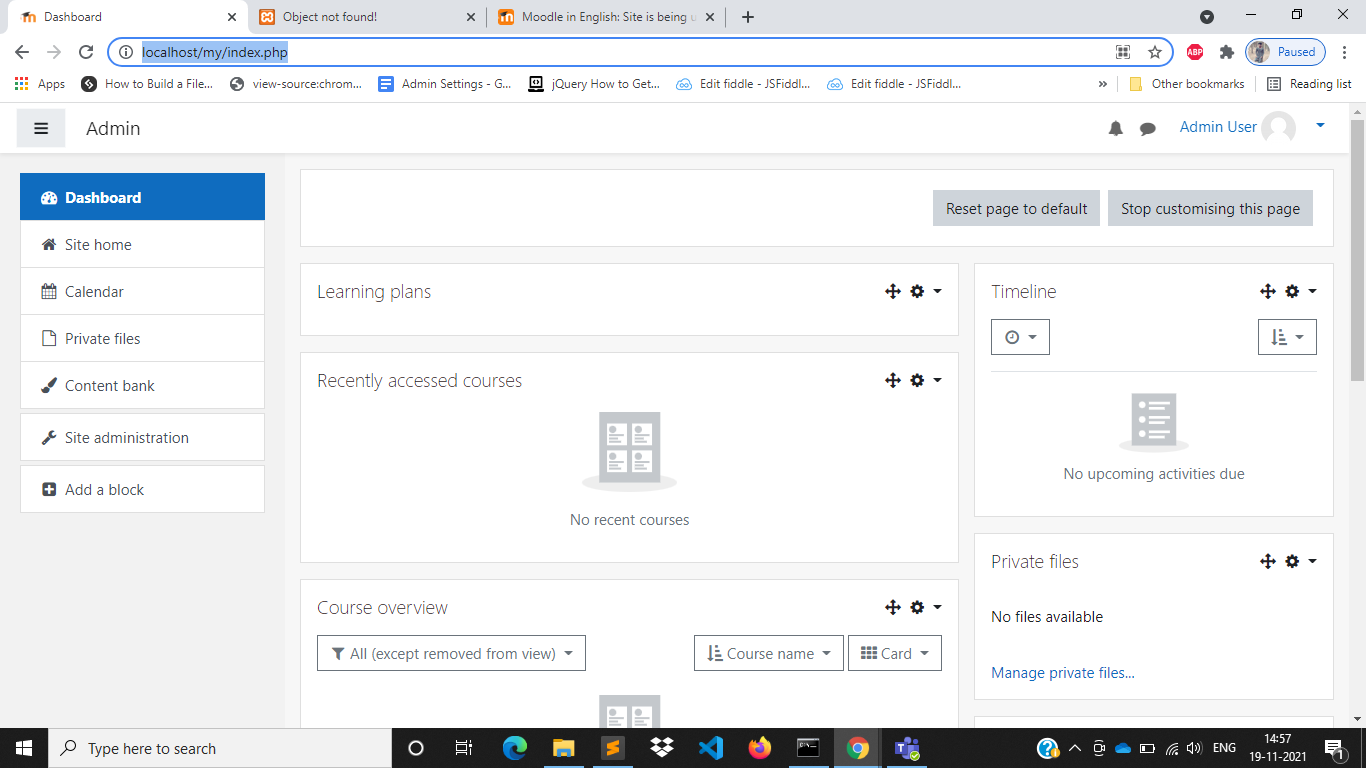 Dashboard
Object not found!
Moodle in English: Site is being u
localhost/my/index.php
ABP
Paused
Apps
How to Build a File...
view-source:chrom...
Admin Settings - G...
jQuery How to Get...
Edit fiddle - JSFiddl...
Edit fiddle - JSFiddl...
»
Other bookmarks
Reading list
Admin
Admin User
Dashboard
Site home
Calendar
Private files
Content bank
Site administration
Add a block
Reset page to default
Stop customising this page
Learning plans
Recently accessed courses
No recent courses
Course overview
All (except removed from view)
Course name
Card
Timeline
No upcoming activities due
Private files
No files available
Manage private files...
Type here to search
ENG
14:57
19-11-2021
1